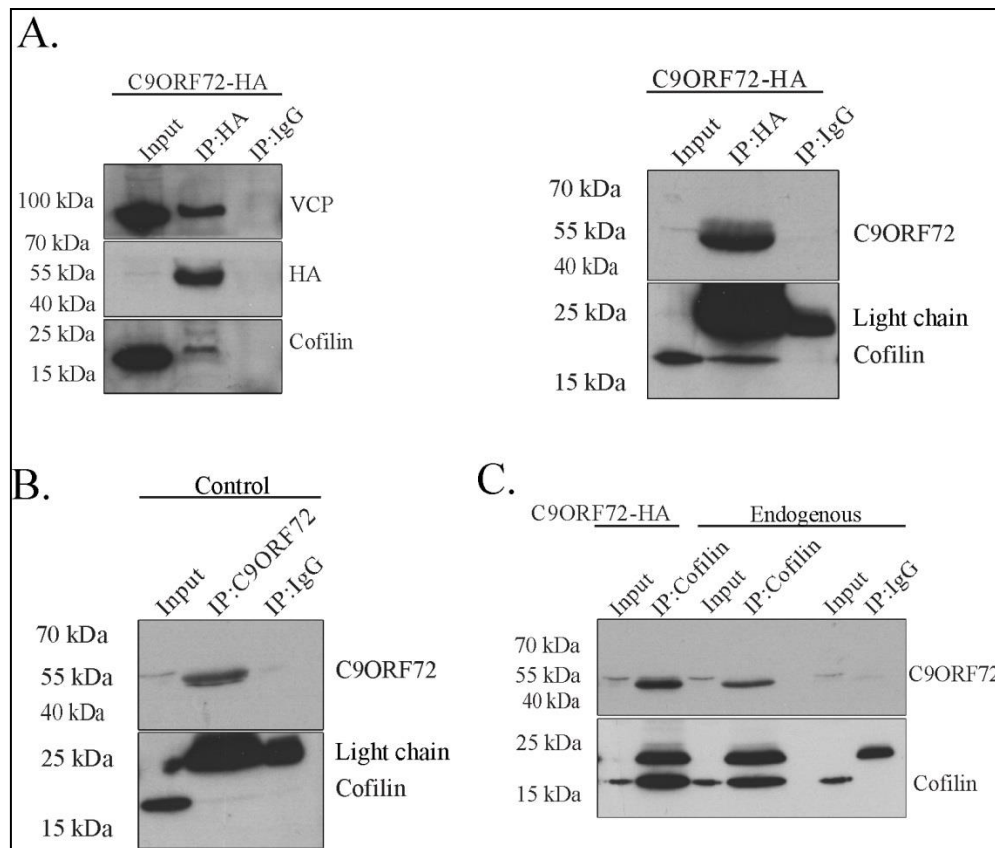 A.
C9ORF72-HA
Input IP:HA IP:IgG
100 kDa VCP
70 kDa
55 kDa HA
40 kDa
25 kDa Cofilin
15 kDa
C9ORF72-HA
Input IP:HA IP:IgG
70 kDa
55 kDa C9ORF72
40 kDa
25 kDa Light chain
Cofilin
15 kDa
B.
Control
Input IP:C9ORF72 IP:IgG
70 kDa
55 kDa C9ORF72
40 kDa
25 kDa Light chain
Cofilin
15 kDa
C.
C9ORF72-HA Endogenous
Input IP:Cofilin Input IP:Cofilin Input IP:IgG
70 kDa
55 kDa C9ORF72
40 kDa
25 kDa
Cofilin
15 kDa